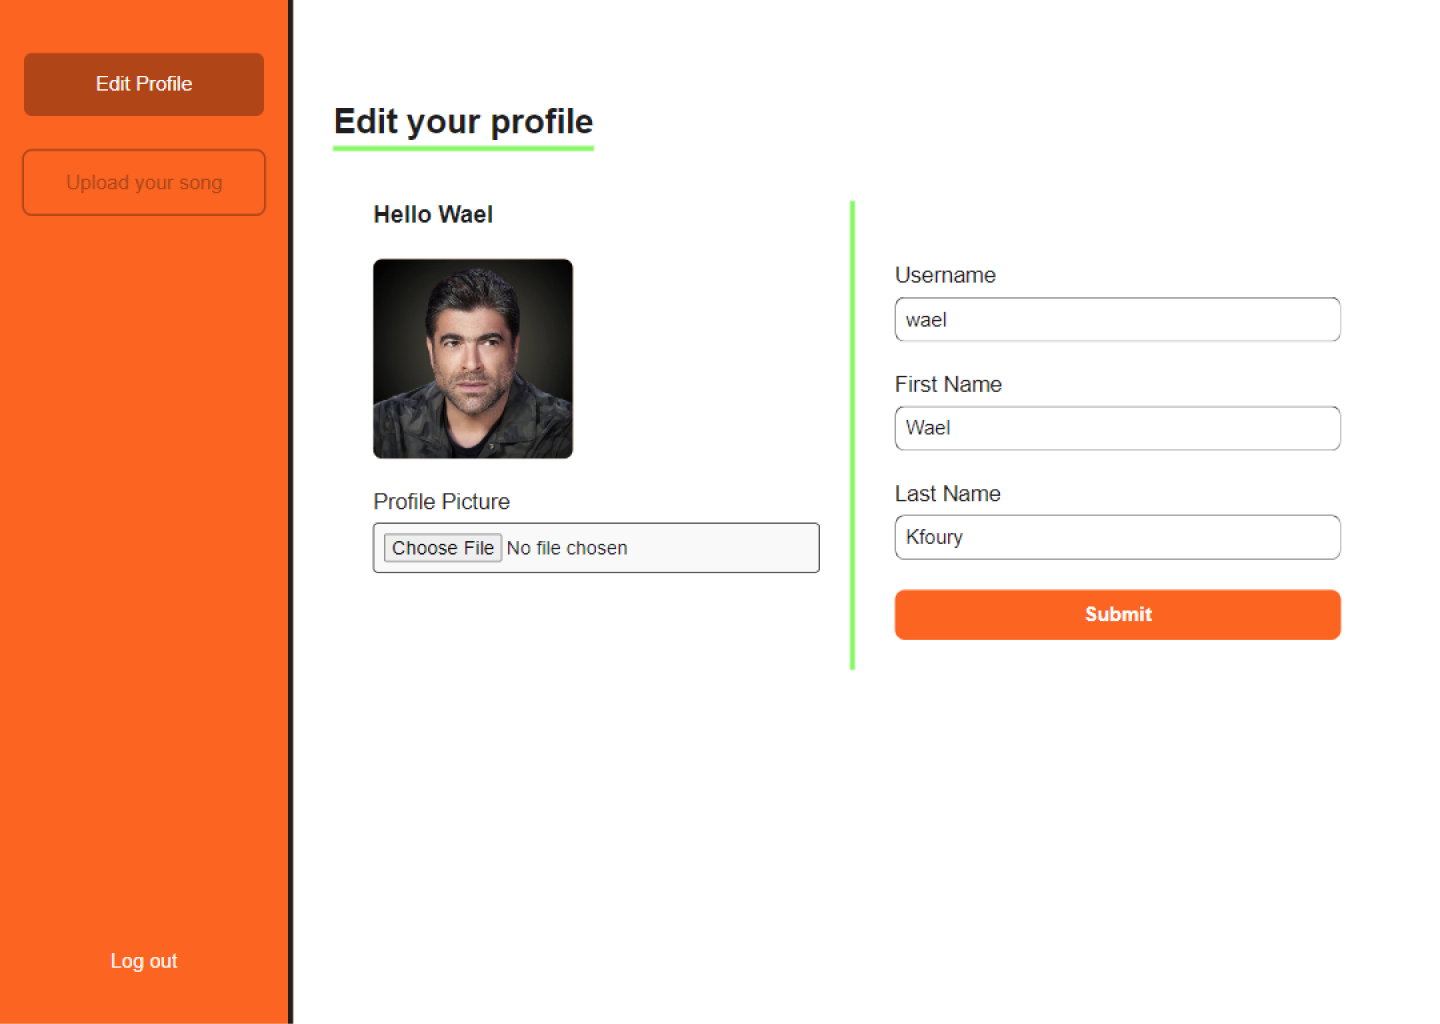 Edit Profile
Upload your song
Log out
Edit your profile
Hello Wael
Profile Picture
Choose File No file chosen
Username
wael
First Name
Wael
Last Name
Kfoury
Submit